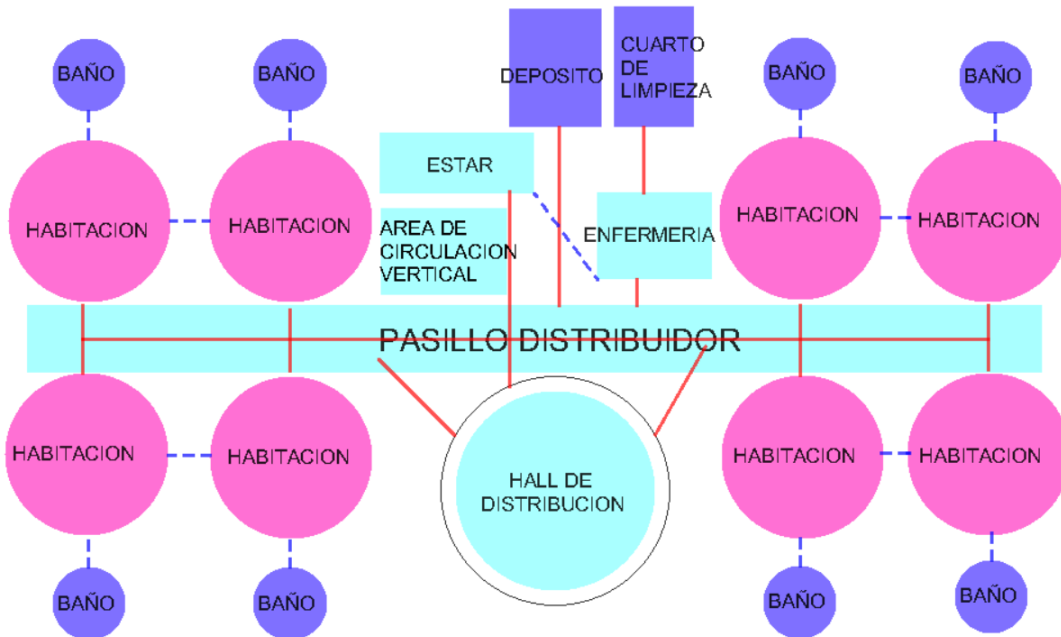 BAÑO
BAÑO
DEPOSITO
CUARTO
DE
LIMPIEZA
BAÑO
BAÑO
ESTAR
HABITACION
HABITACION
AREA DE
CIRCULACION
VERTICAL
ENFERMERIA
HABITACION
HABITACION
PASILLO DISTRIBUIDOR
HABITACION
HABITACION
HALL DE
DISTRIBUCION
HABITACION
HABITACION
BAÑO
BAÑO
BAÑO
BAÑO